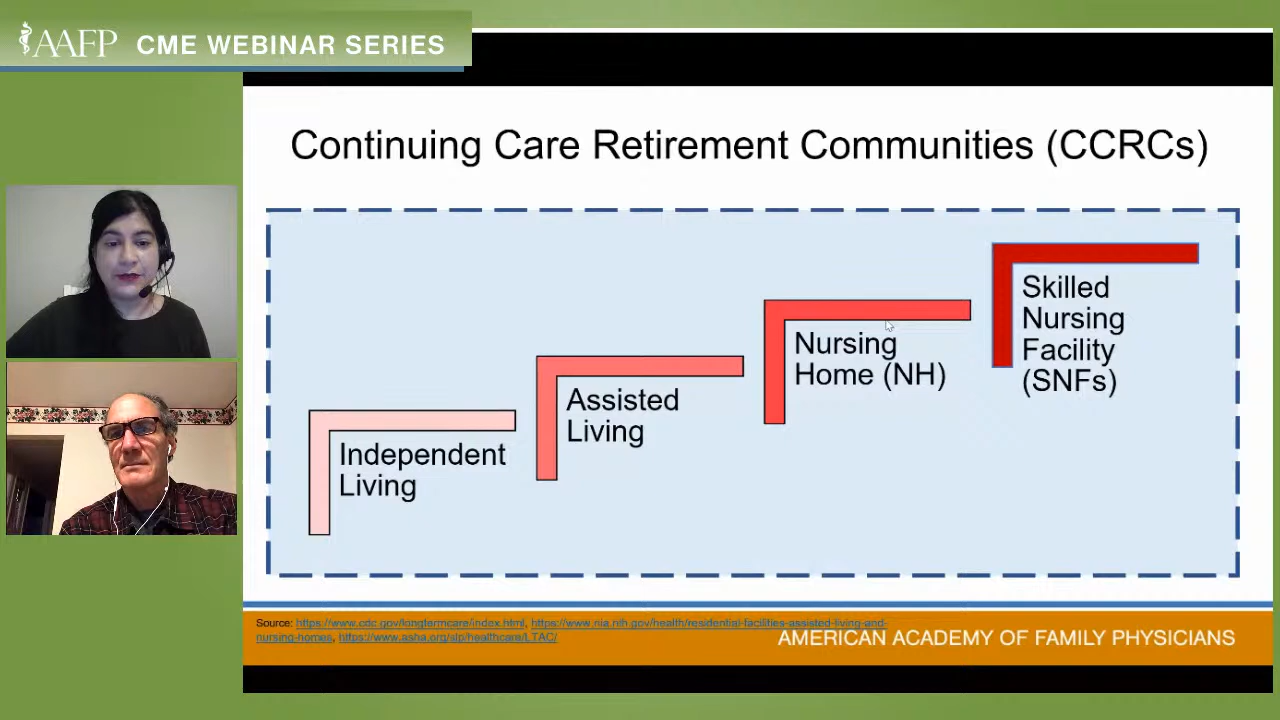 AAFP CME WEBINAR SERIES
Continuing Care Retirement Communities (CCRCs)
Independent
Living
Assisted
Living
Nursing
Home (NH)
Skilled
Nursing
Facility
(SNFs)
Source: https://www.cdc.gov/longtermcare/index.html, https://www.nia.nih.gov/health/residential-facilities-assisted-living-and-
nursing-homes, https://www.asha.org/slp/healthcare/LTAC/
AMERICAN ACADEMY OF FAMILY PHYSICIANS